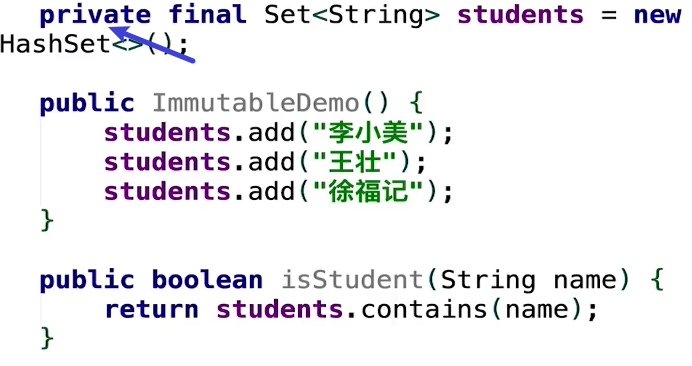 private final Set<String> students = new
HashSet<>();
public ImmutableDemo() {
students.add("李小美");
students.add("王壮");
students.add("徐福记");
}
public boolean isStudent(String name) {
return students.contains(name);
}